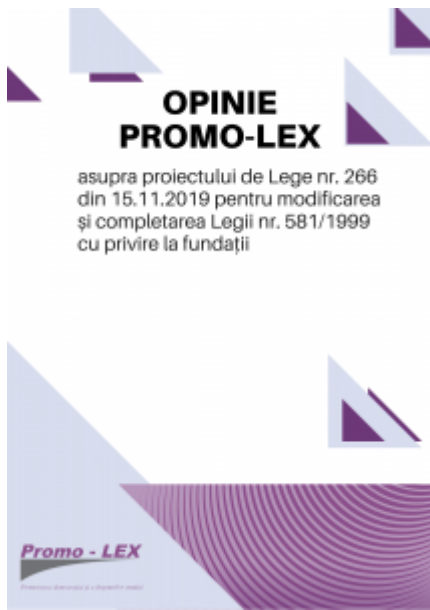 OPINIE
PROMO-LEX
asupra proiectului de Lege nr. 266
din 15.11.2019 pentru modificarea
și completarea Legii nr. 581/1999
cu privire la fundații
Promo - LEX